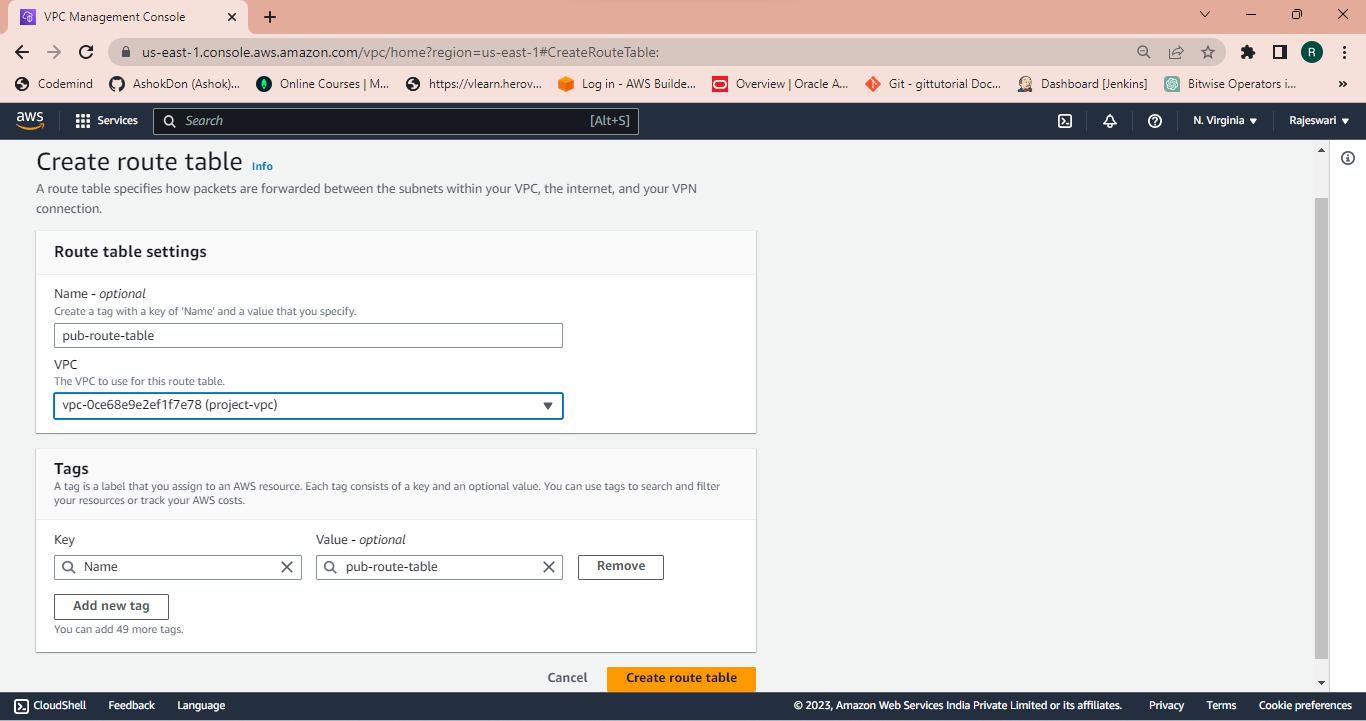 VPC Management Console
us-east-1.console.aws.amazon.com/vpc/home?region=us-east-1#CreateRouteTable:
R
Codemind
AshokDon (Ashok)...
Online Courses | M...
https://vlearn.herov...
Log in - AWS Builde...
Overview | Oracle A...
Git - gittutorial Doc...
Dashboard [Jenkins]
Bitwise Operators i...
»
aws
Services
Search
[Alt+S]
N. Virginia
Rajeswari
Create route table Info
A route table specifies how packets are forwarded between the subnets within your VPC, the internet, and your VPN
connection.
Route table settings
Name - optional
Create a tag with a key of 'Name' and a value that you specify.
pub-route-table
VPC
The VPC to use for this route table.
vpc-0ce68e9e2ef1f7e78 (project-vpc)
Tags
A tag is a label that you assign to an AWS resource. Each tag consists of a key and an optional value. You can use tags to search and filter
your resources or track your AWS costs.
Key
Value - optional
Name
pub-route-table
Remove
Add new tag
You can add 49 more tags.
Cancel
Create route table
CloudShell
Feedback
Language
© 2023, Amazon Web Services India Private Limited or its affiliates.
Privacy
Terms
Cookie preferences